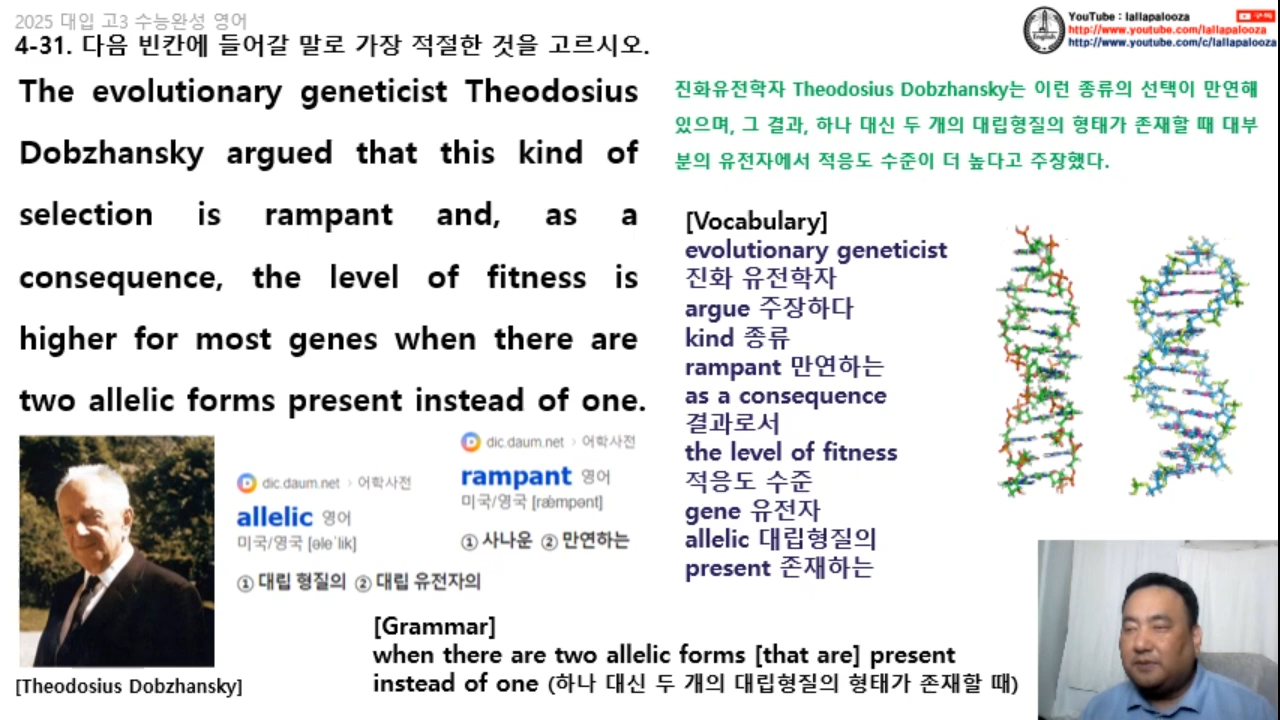 2025 대입 고3 수능완성 영어
4-31. 다음 빈칸에 들어갈 말로 가장 적절한 것을 고르시오.
YouTube : lallapalooza
구독
http://www.youtube.com/lallapalooza
http://www.youtube.com/c/lallapalooza
English
The evolutionary geneticist Theodosius
Dobzhansky argued that this kind of
selection is rampant and, as a
consequence, the level of fitness is
higher for most genes when there are
two allelic forms present instead of one.
진화유전학자 Theodosius Dobzhansky는 이런 종류의 선택이 만연해
있으며, 그 결과, 하나 대신 두 개의 대립형질의 형태가 존재할 때 대부
분의 유전자에서 적응도 수준이 더 높다고 주장했다.
[Vocabulary]
evolutionary geneticist
진화 유전학자
argue 주장하다
kind 종류
rampant 만연하는
as a consequence
결과로서
the level of fitness
적응도 수준
gene 유전자
allelic 대립형질의
present 존재하는
dic.daum.net › 어학사전
allelic 영어
미국/영국 [əleˈlik]
① 대립 형질의 ② 대립 유전자의
dic.daum.net › 어학사전
rampant 영어
미국/영국 [rǽmpənt]
① 사나운 ② 만연하는
[Theodosius Dobzhansky]
[Grammar]
when there are two allelic forms [that are] present
instead of one (하나 대신 두 개의 대립형질의 형태가 존재할 때)